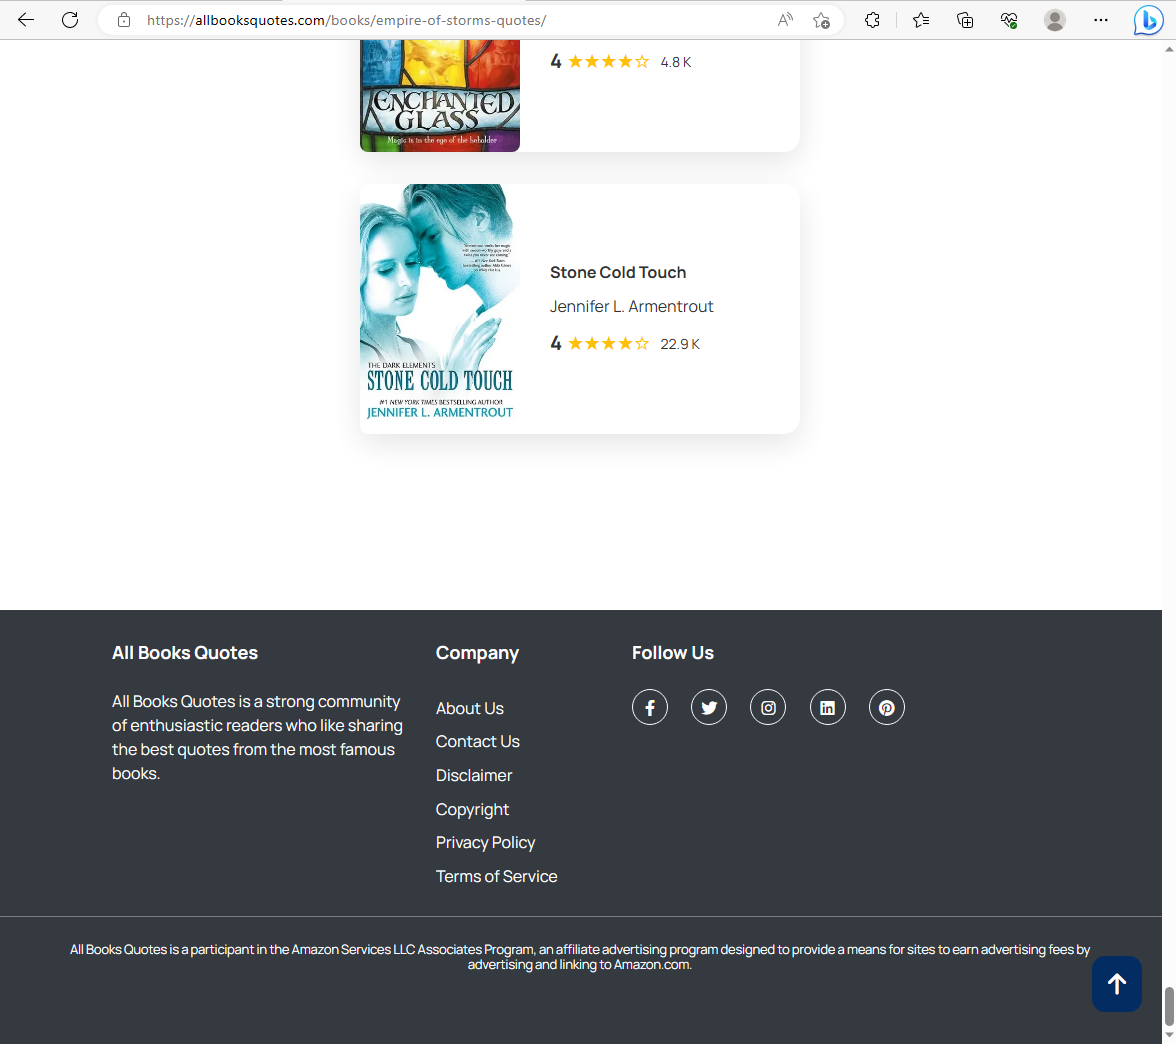 https://allbooksquotes.com/books/empire-of-storms-quotes/
4 4.8 K
ENCHANTED
GLASS
Magic is in the eye of the beholder
Stone Cold Touch
Jennifer L. Armentrout
4 22.9 K
THE DARK ELEMENTS
STONE COLD TOUCH
#1 NEW YORK TIMES BESTSELLING AUTHOR
JENNIFER L. ARMENTROUT
All Books Quotes
All Books Quotes is a strong community
of enthusiastic readers who like sharing
the best quotes from the most famous
books.
Company
About Us
Contact Us
Disclaimer
Copyright
Privacy Policy
Terms of Service
Follow Us
All Books Quotes is a participant in the Amazon Services LLC Associates Program, an affiliate advertising program designed to provide a means for sites to earn advertising fees by
advertising and linking to Amazon.com.